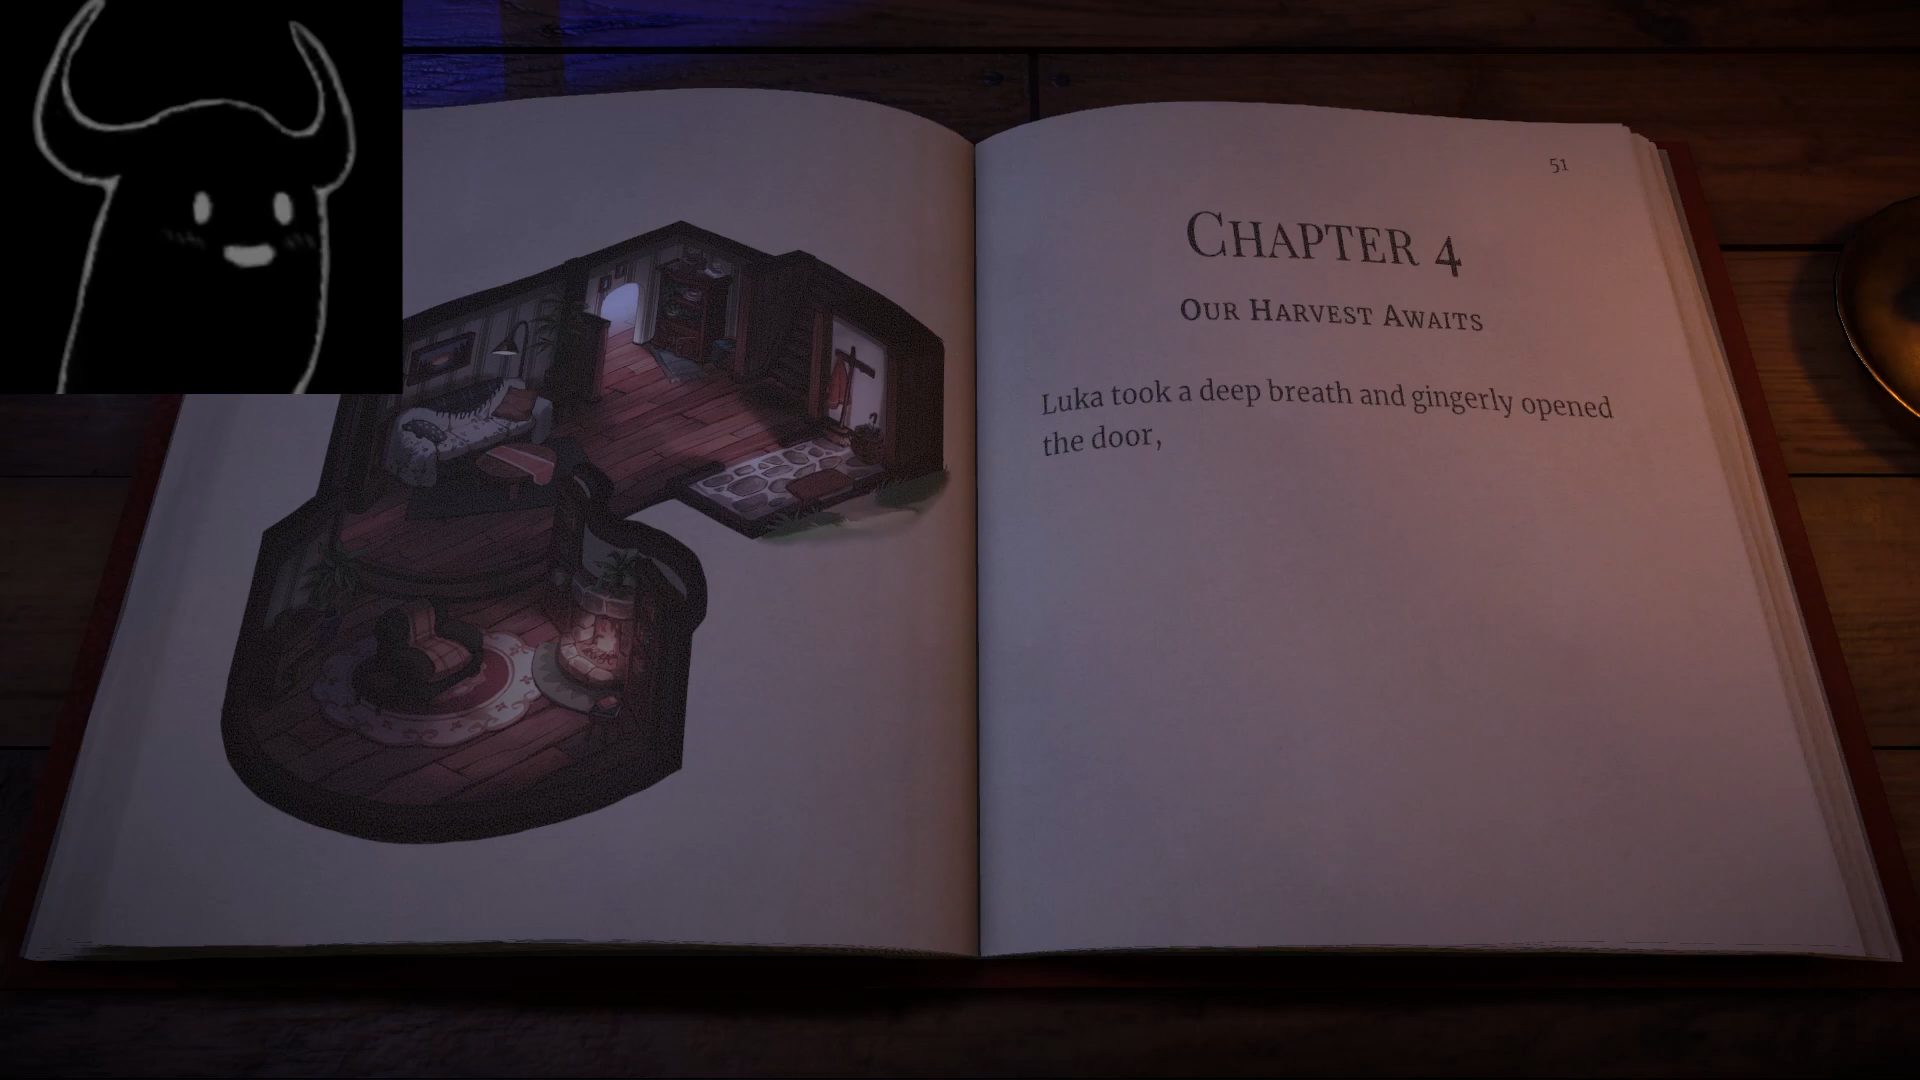 51
Chapter 4
Our Harvest Awaits
Luka took a deep breath and gingerly opened
the door,